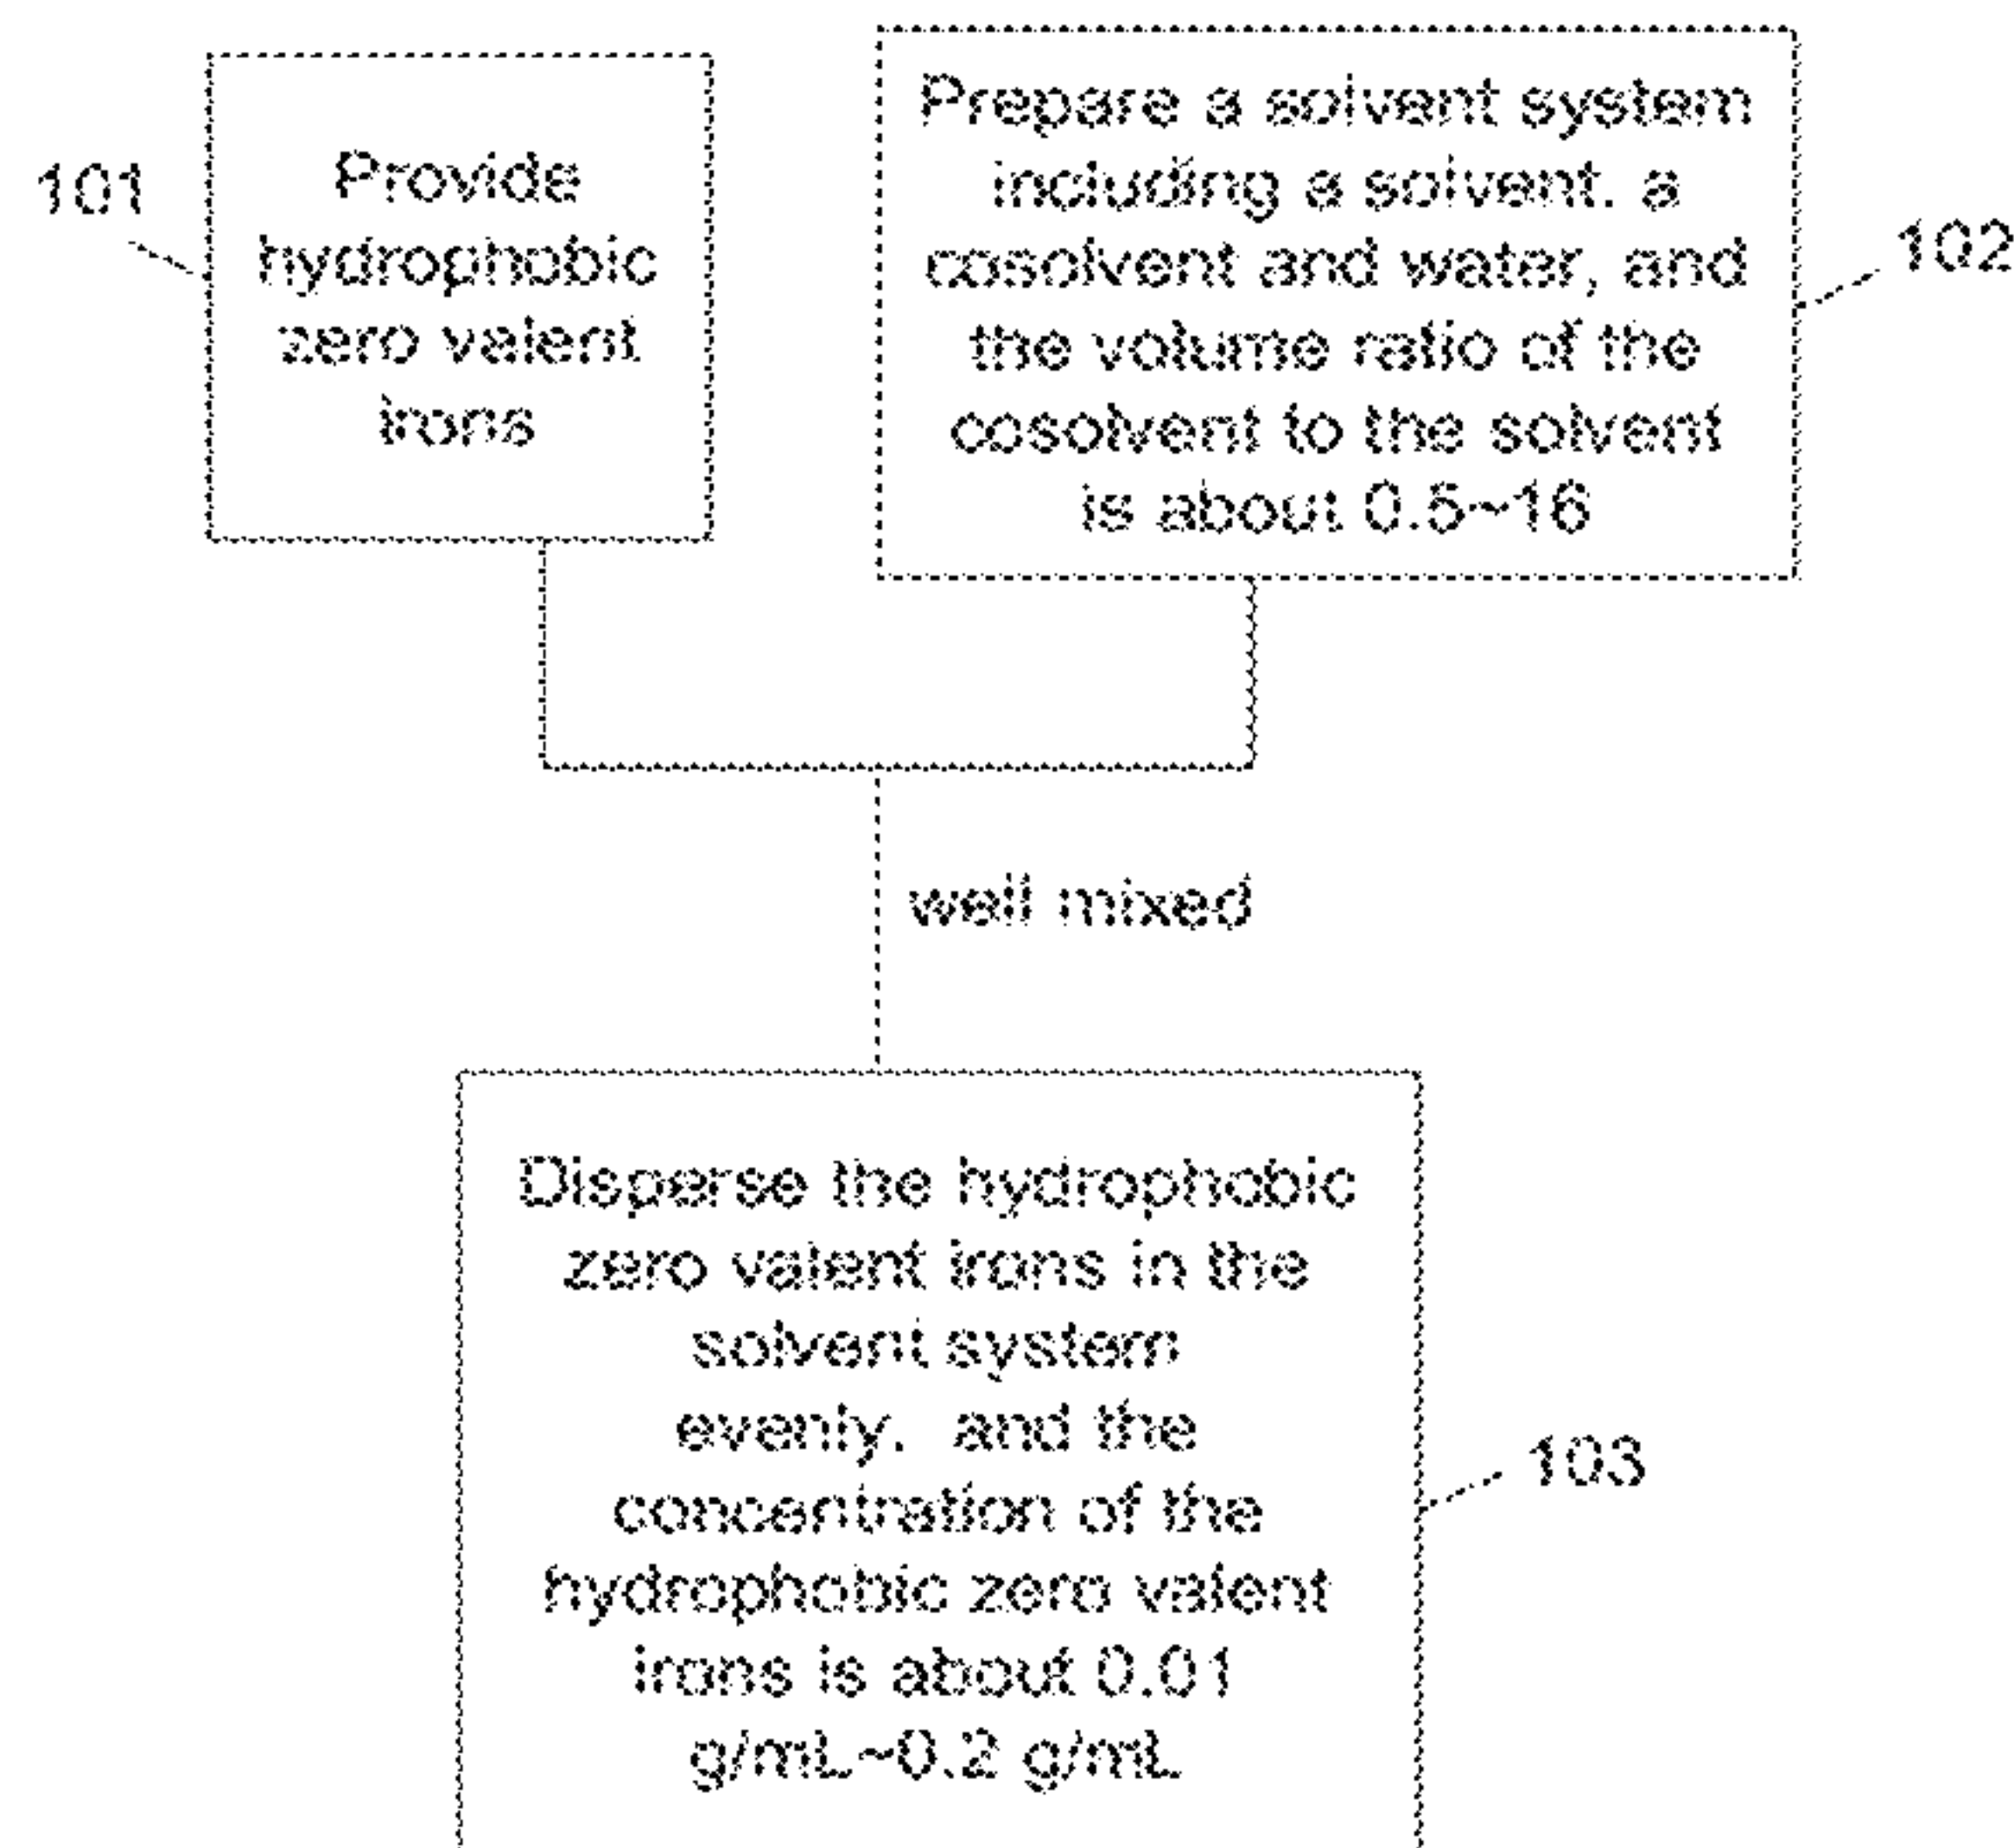 101
Provide
hydrophobic
zero valent
irons
Prepare a solvent system
including a solvent, a
cosolvent and water, and
the volume ratio of the
cosolvent to the solvent
is about 0.5~16
102
well mixed
Disperse the hydrophobic
zero valent irons in the
solvent system
evenly, and the
concentration of the
hydrophobic zero valent
irons is about 0.01
g/mL~0.2 g/mL
103